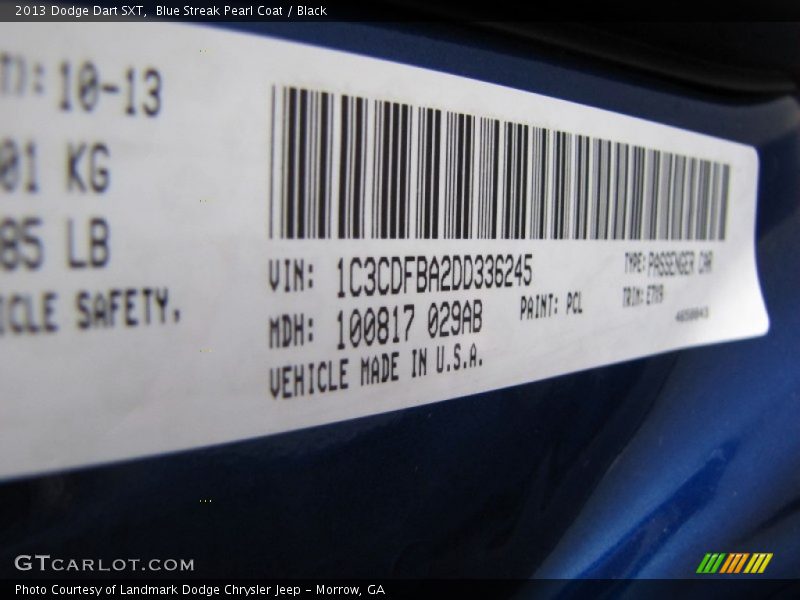 2013 Dodge Dart SXT, Blue Streak Pearl Coat / Black
): 10-13
01 KG
85 LB
ICLE SAFETY.
VIN: 1C3CDFBA2DD336245
TYPE: PASSENGER CAR
MDH: 100817 029AB
PAINT: PCL
TRIM:
VEHICLE MADE IN U.S.A.
GTCARLOT.COM
Photo Courtesy of Landmark Dodge Chrysler Jeep - Morrow, GA